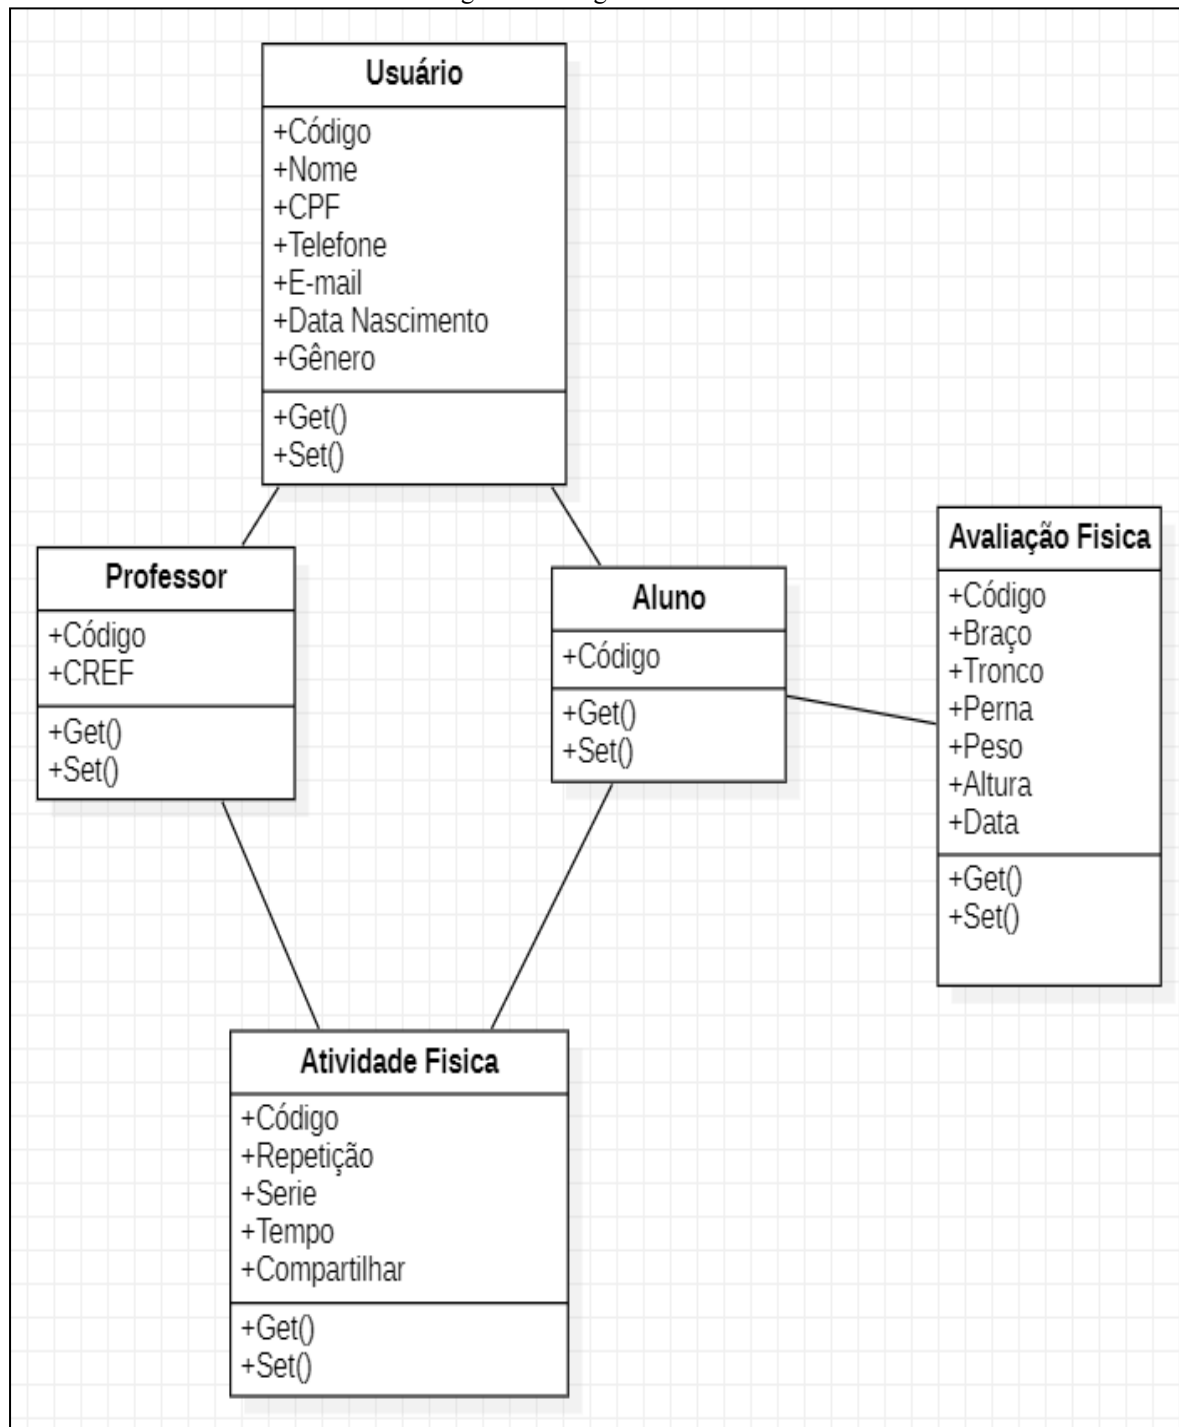 Usuário
+Código
+Nome
+CPF
+Telefone
+E-mail
+Data Nascimento
+Gênero
+Get()
+Set()
Professor
+Código
+CREF
+Get()
+Set()
Aluno
+Código
+Get()
+Set()
Avaliação Fisica
+Código
+Braço
+Tronco
+Perna
+Peso
+Altura
+Data
+Get()
+Set()
Atividade Fisica
+Código
+Repetição
+Serie
+Tempo
+Compartilhar
+Get()
+Set()